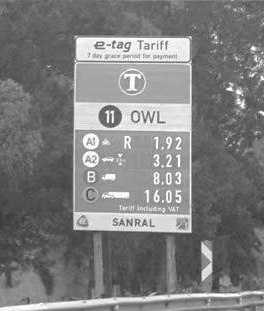 e-tag Tariff
7 day grace period for payment
T
11 OWL
A1 R 1.92
A2 3.21
B 8.03
C 16.05
Tariff including VAT
SANRAL